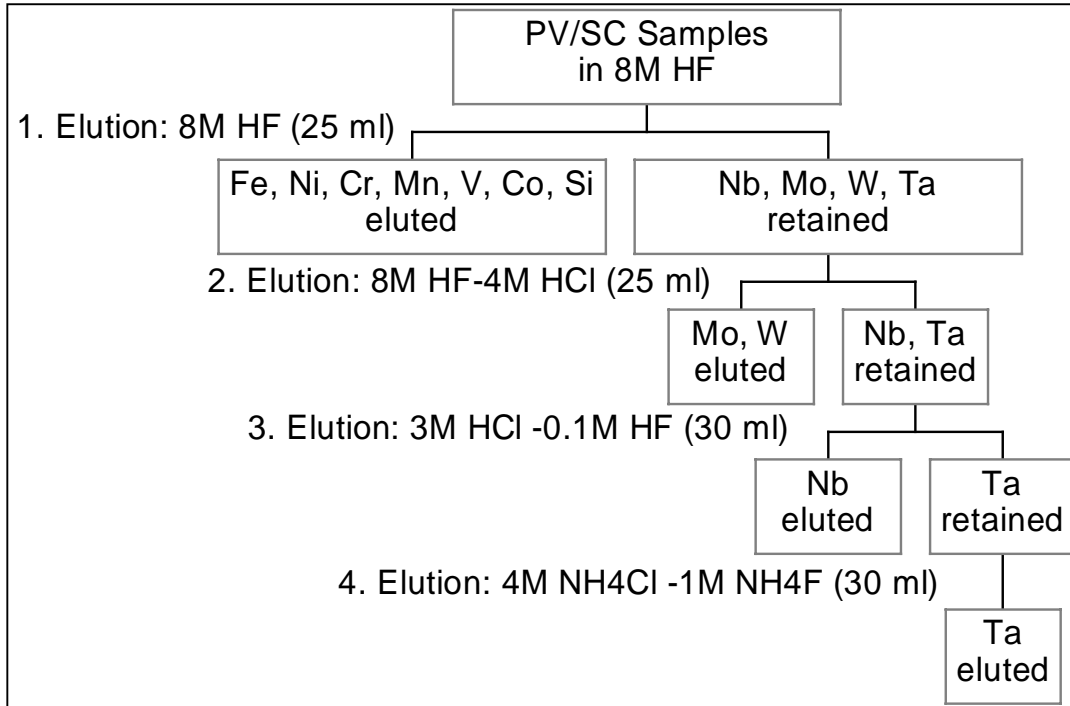 PV/SC Samples
in 8M HF
1. Elution: 8M HF (25 ml)
Fe, Ni, Cr, Mn, V, Co, Si
eluted
Nb, Mo, W, Ta
retained
2. Elution: 8M HF-4M HCl (25 ml)
Mo, W
eluted
Nb, Ta
retained
3. Elution: 3M HCl -0.1M HF (30 ml)
Nb
eluted
Ta
retained
4. Elution: 4M NH4Cl -1M NH4F (30 ml)
Ta
eluted